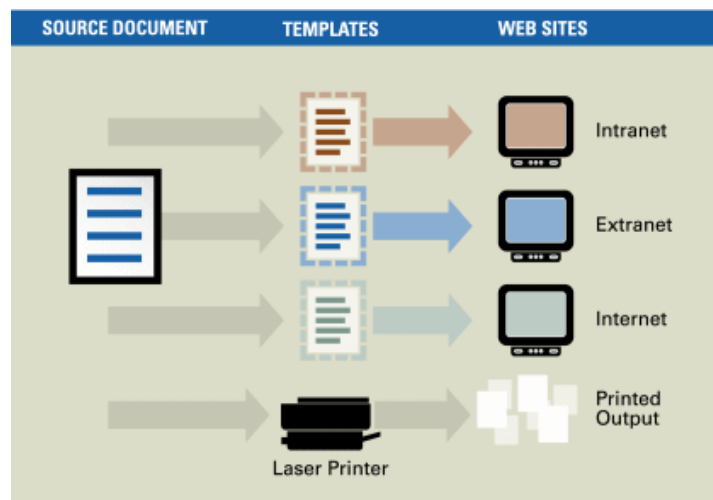 SOURCE DOCUMENT
TEMPLATES
WEB SITES
Intranet
Extranet
Internet
Printed
Output
Laser Printer